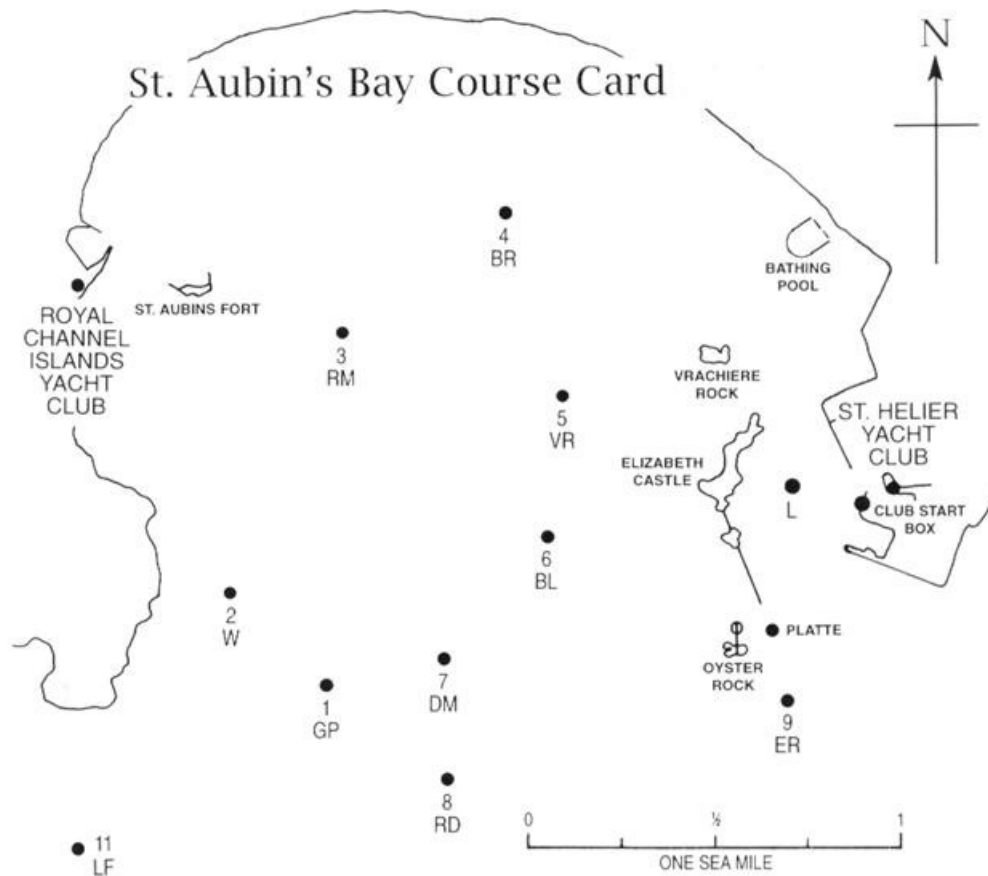 N
St. Aubin's Bay Course Card
4
BR
BATHING
POOL
ROYAL
CHANNEL
ISLANDS
YACHT
CLUB
ST. AUBINS FORT
3
RM
VRACHIERE
ROCK
5
VR
ST. HELIER
YACHT
CLUB
ELIZABETH
CASTLE
L
CLUB START
BOX
6
BL
2
W
PLATTE
OYSTER
ROCK
7
DM
1
GP
9
ER
8
RD
11
LF
0
½
1
ONE SEA MILE